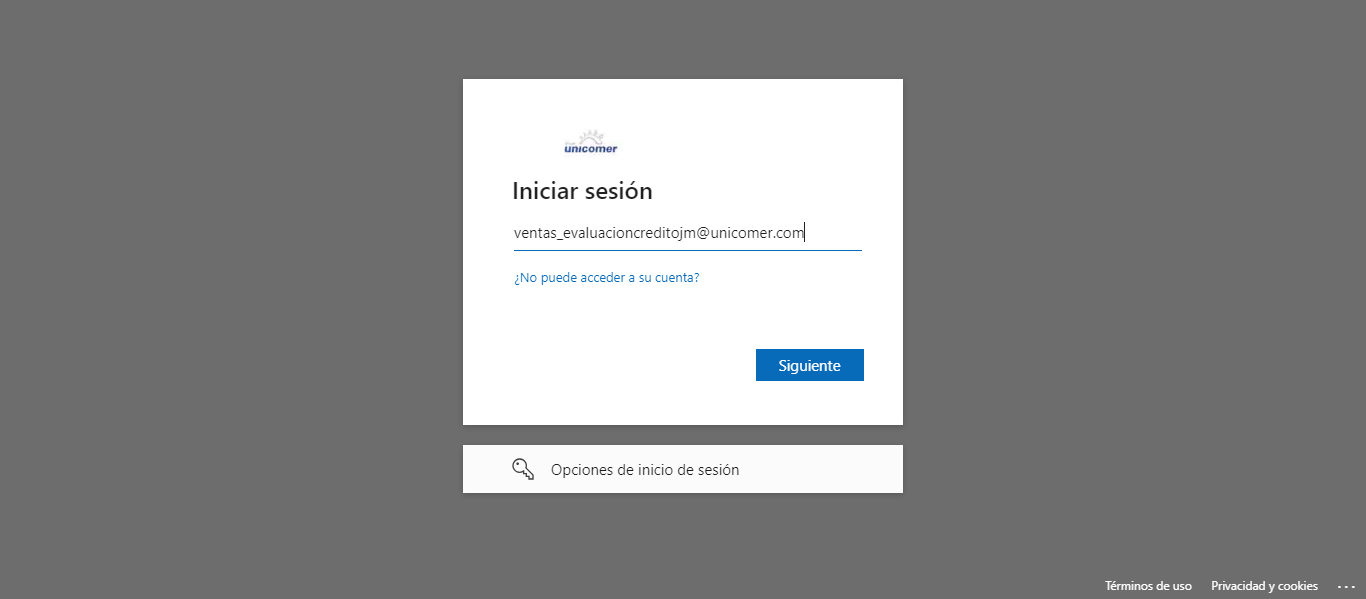 unicomer
Iniciar sesión
ventas_evaluacioncreditojm@unicomer.com
¿No puede acceder a su cuenta?
Siguiente
Opciones de inicio de sesión
Términos de uso Privacidad y cookies ...